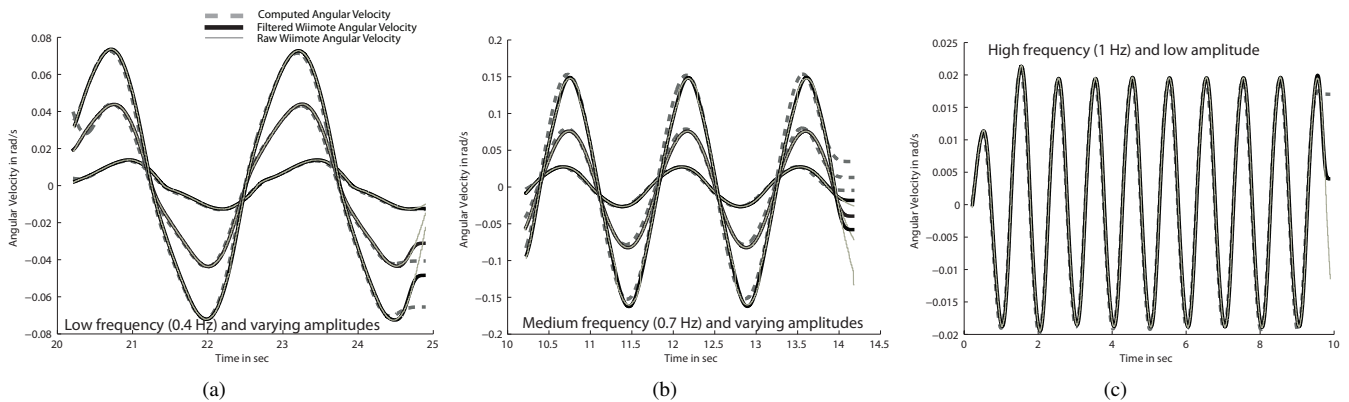 Computed Angular Velocity
Filtered Wiimote Angular Velocity
Raw Wiimote Angular Velocity
Angular Velocity in rad/s
0.08
0.06
0.04
0.02
0
−0.02
−0.04
−0.06
−0.08
Low frequency (0.4 Hz) and varying amplitudes
20 21 22 23 24 25
Time in sec
(a)
Angular Velocity in rad/s
0.2
0.15
0.1
0.05
0
−0.05
−0.1
−0.15
−0.2
Medium frequency (0.7 Hz) and varying amplitudes
10 10.5 11 11.5 12 12.5 13 13.5 14 14.5
Time in sec
(b)
High frequency (1 Hz) and low amplitude
Angular Velocity in rad/s
0.025
0.02
0.015
0.01
0.005
0
−0.005
−0.01
−0.015
−0.02
0 2 4 6 8 10
Time in sec
(c)